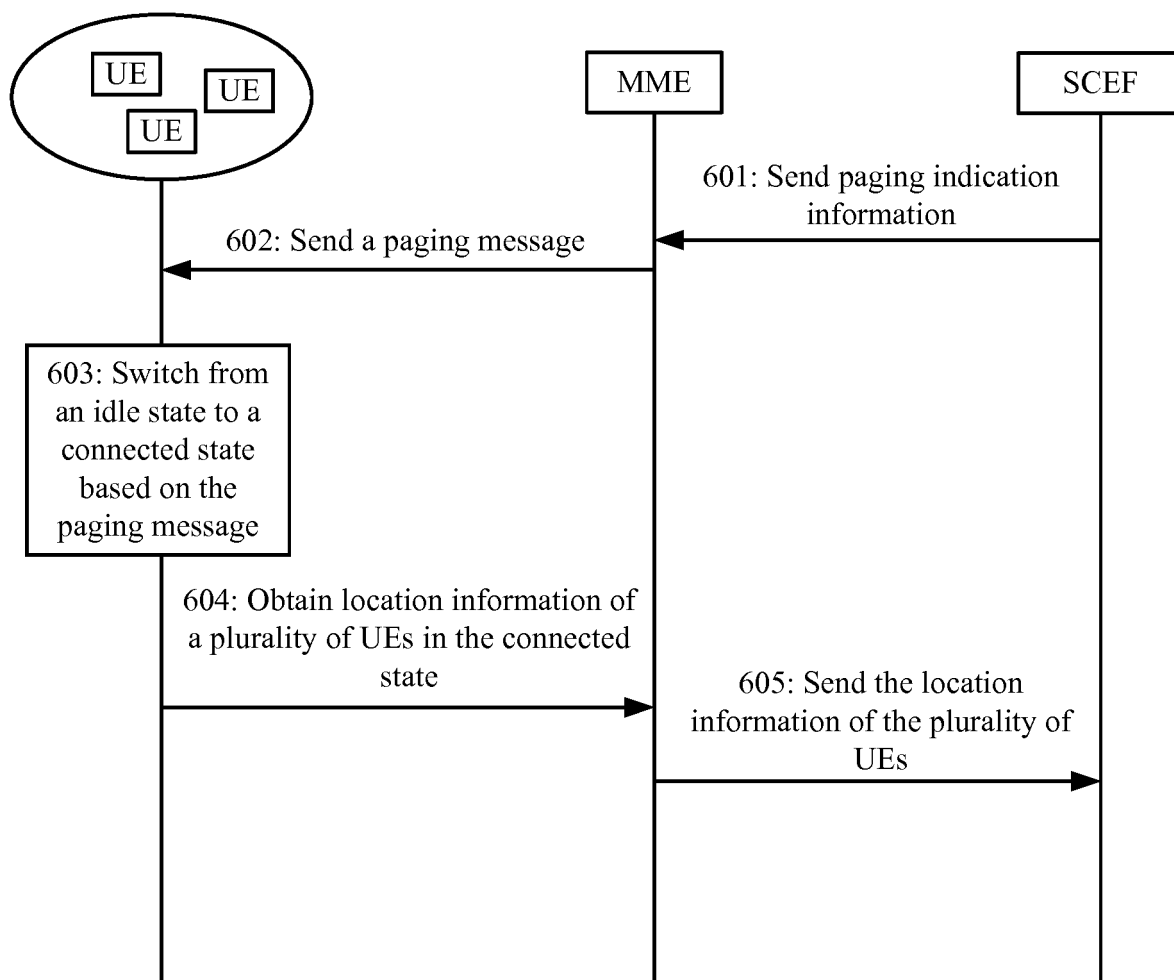 UE
UE
UE
MME
SCEF
601: Send paging indication
information
602: Send a paging message
603: Switch from
an idle state to a
connected state
based on the
paging message
604: Obtain location information of
a plurality of UEs in the connected
state
605: Send the location
information of the plurality of
UEs